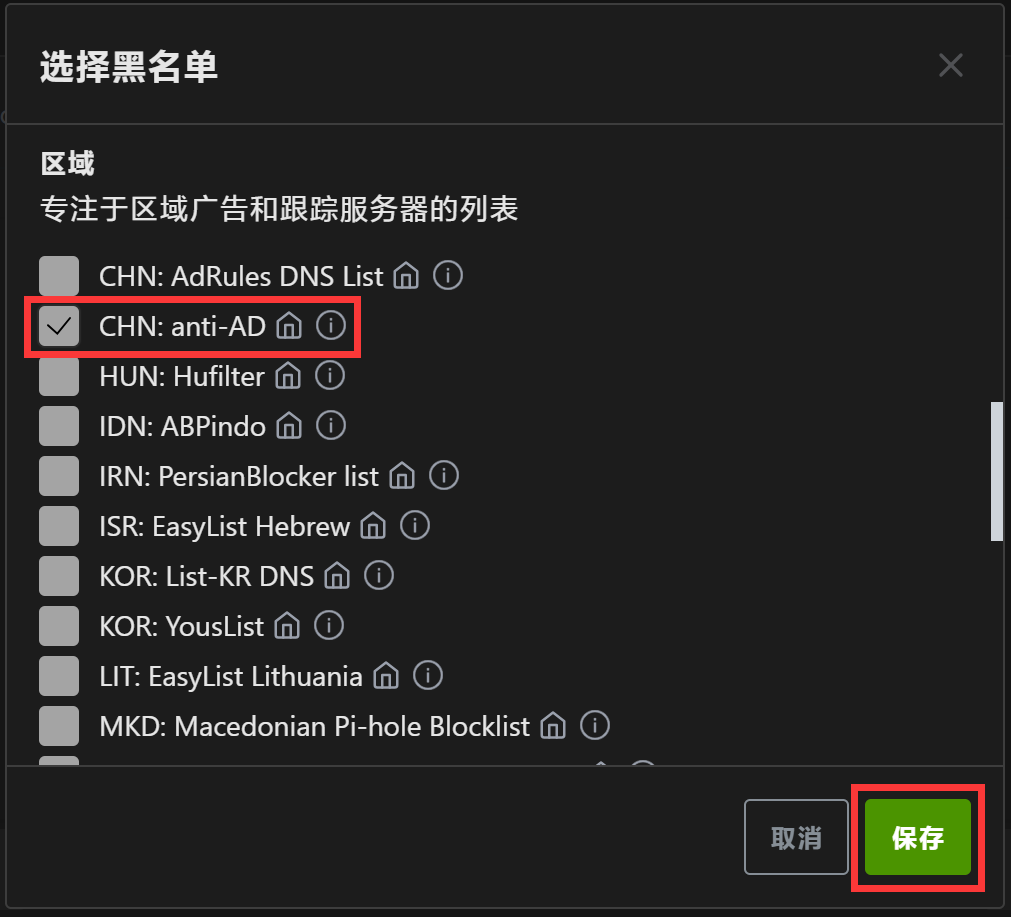 选择黑名单
区域
专注于区域广告和跟踪服务器的列表
CHN: AdRules DNS List
CHN: anti-AD
HUN: Hufilter
IDN: ABPindo
IRN: PersianBlocker list
ISR: EasyList Hebrew
KOR: List-KR DNS
KOR: YousList
LIT: EasyList Lithuania
MKD: Macedonian Pi-hole Blocklist
取消
保存